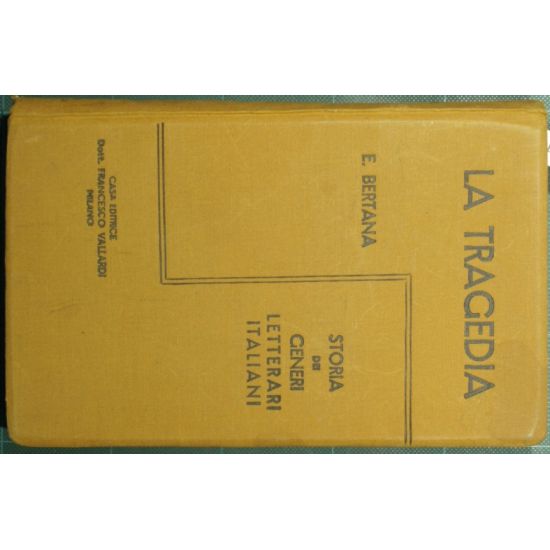 LA TRAGEDIA
E. BERTANA
STORIA
DEI
GENERI
LETTERARI
ITALIANI
CASA EDITRICE
Dott. FRANCESCO VALLARDI
MILANO